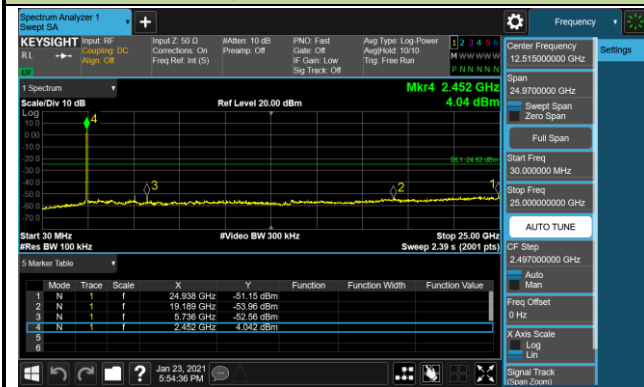 Spectrum Analyzer 1
Swept SA
Frequency
KEYSIGHT
RL
LW
Input: RF
Coupling: DC
Align: Off
Input Z: 50 Ω
Corrections: On
Freq Ref: Int (S)
#Atten: 10 dB
Preamp: Off
PNO: Fast
Gate: Off
IF Gain: Low
Sig Track: Off
Avg Type: Log-Power
Avg|Hold: 10/10
Trig: Free Run
1 2 3 4 5 6
M W W W W W
P N N N N N
1 Spectrum
Mkr4 2.452 GHz
Scale/Div 10 dB
Ref Level 20.00 dBm
4.04 dBm
Log
10.0
0.00
-10.0
-20.0
-30.0
-40.0
-50.0
-60.0
-70.0
4
3
2
1
DL1 -24.62 dBm
Start 30 MHz
#Video BW 300 kHz
Stop 25.00 GHz
#Res BW 100 kHz
Sweep 2.39 s (2001 pts)
5 Marker Table
Mode Trace Scale X Y Function Function Width Function Value
1 N 1 f 24.938 GHz -51.15 dBm
2 N 1 f 19.189 GHz -53.96 dBm
3 N 1 f 5.736 GHz -52.56 dBm
4 N 1 f 2.452 GHz 4.042 dBm
5
6
Jan 23, 2021
5:54:36 PM
Center Frequency
12.515000000 GHz
Span
24.9700000 GHz
Swept Span
Zero Span
Full Span
Start Freq
30.000000 MHz
Stop Freq
25.000000000 GHz
AUTO TUNE
CF Step
2.497000000 GHz
Auto
Man
Freq Offset
0 Hz
X Axis Scale
Log
Lin
Signal Track
(Span Zoom)
Settings